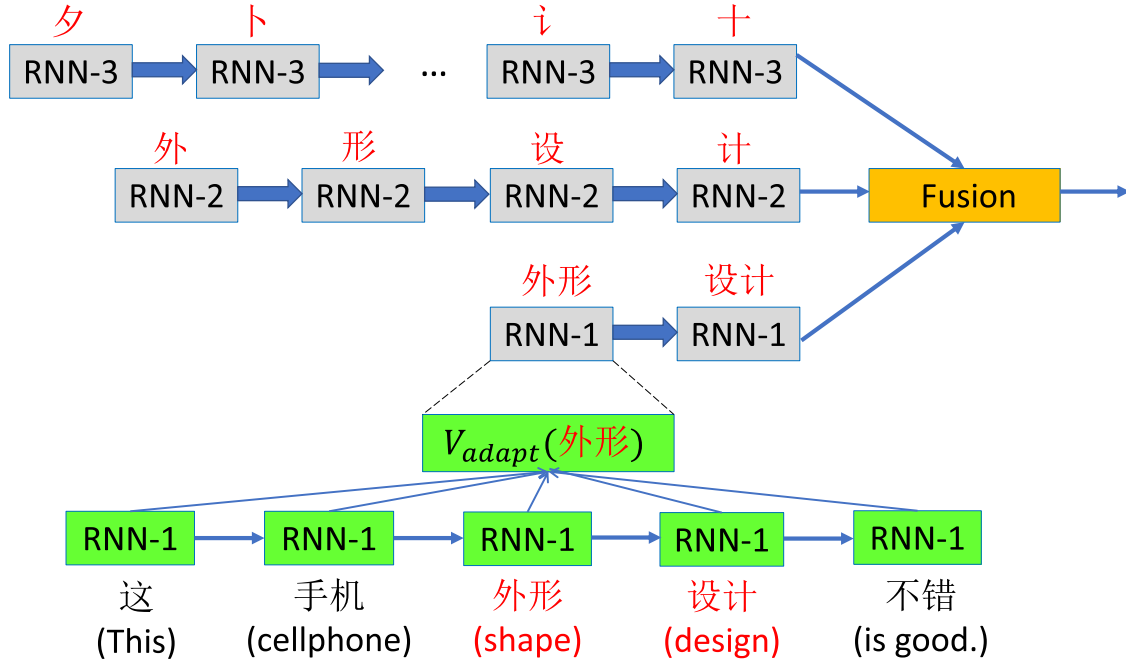 夕 卜 讠 十
RNN-3 RNN-3 ... RNN-3 RNN-3
外 形 设 计
RNN-2 RNN-2 RNN-2 RNN-2 Fusion
外形 设计
RNN-1 RNN-1
V_adapt(外形)
RNN-1 RNN-1 RNN-1 RNN-1 RNN-1
这 手机 外形 设计 不错
(This) (cellphone) (shape) (design) (is good.)